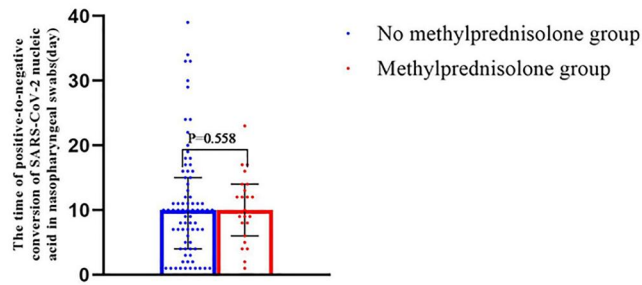 The time of positive-to-negative
conversion of SARS-CoV-2 nucleic
acid in nasopharyngeal swabs(day)
40
30
20
10
0
P=0.558
No methylprednisolone group
Methylprednisolone group